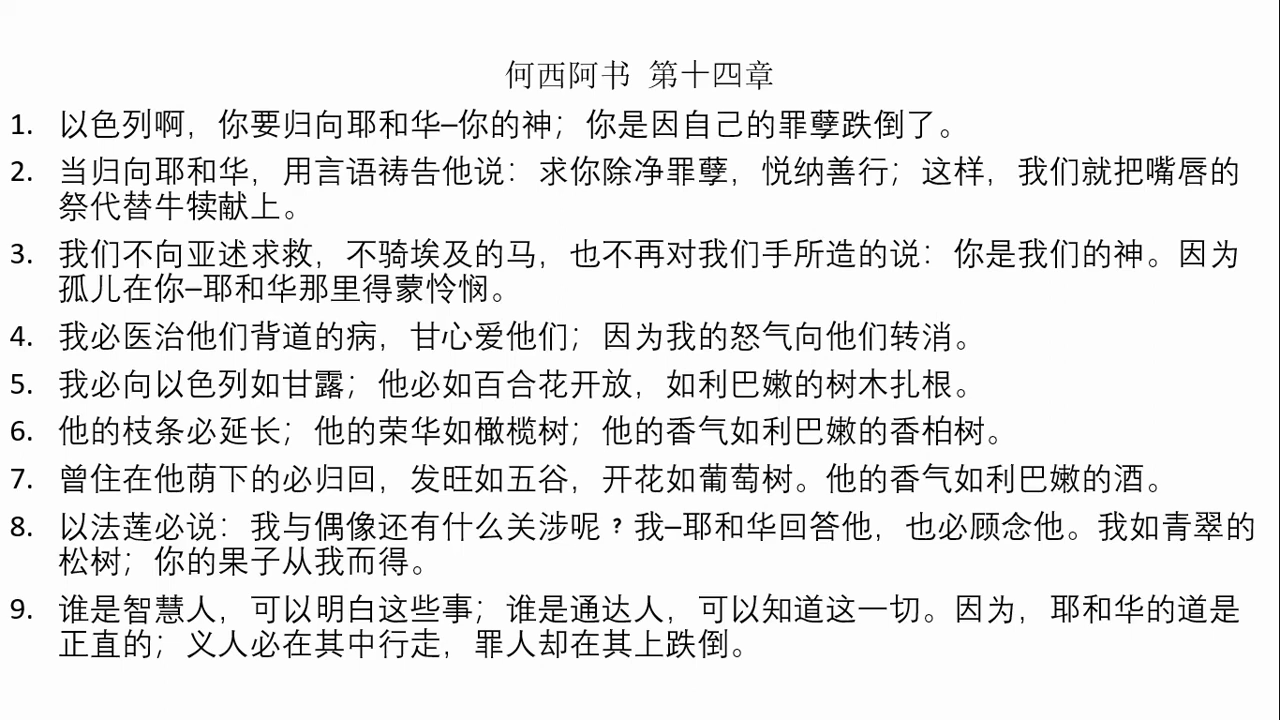 何西阿书 第十四章
1. 以色列啊，你要归向耶和华–你的神；你是因自己的罪孽跌倒了。
2. 当归向耶和华，用言语祷告他说：求你除净罪孽，悦纳善行；这样，我们就把嘴唇的
祭代替牛犊献上。
3. 我们不向亚述求救，不骑埃及的马，也不再对我们手所造的说：你是我们的神。因为
孤儿在你–耶和华那里得蒙怜悯。
4. 我必医治他们背道的病，甘心爱他们；因为我的怒气向他们转消。
5. 我必向以色列如甘露；他必如百合花开放，如利巴嫩的树木扎根。
6. 他的枝条必延长；他的荣华如橄榄树；他的香气如利巴嫩的香柏树。
7. 曾住在他荫下的必归回，发旺如五谷，开花如葡萄树。他的香气如利巴嫩的酒。
8. 以法莲必说：我与偶像还有什么关涉呢？我–耶和华回答他，也必顾念他。我如青翠的
松树；你的果子从我而得。
9. 谁是智慧人，可以明白这些事；谁是通达人，可以知道这一切。因为，耶和华的道是
正直的；义人必在其中行走，罪人却在其上跌倒。